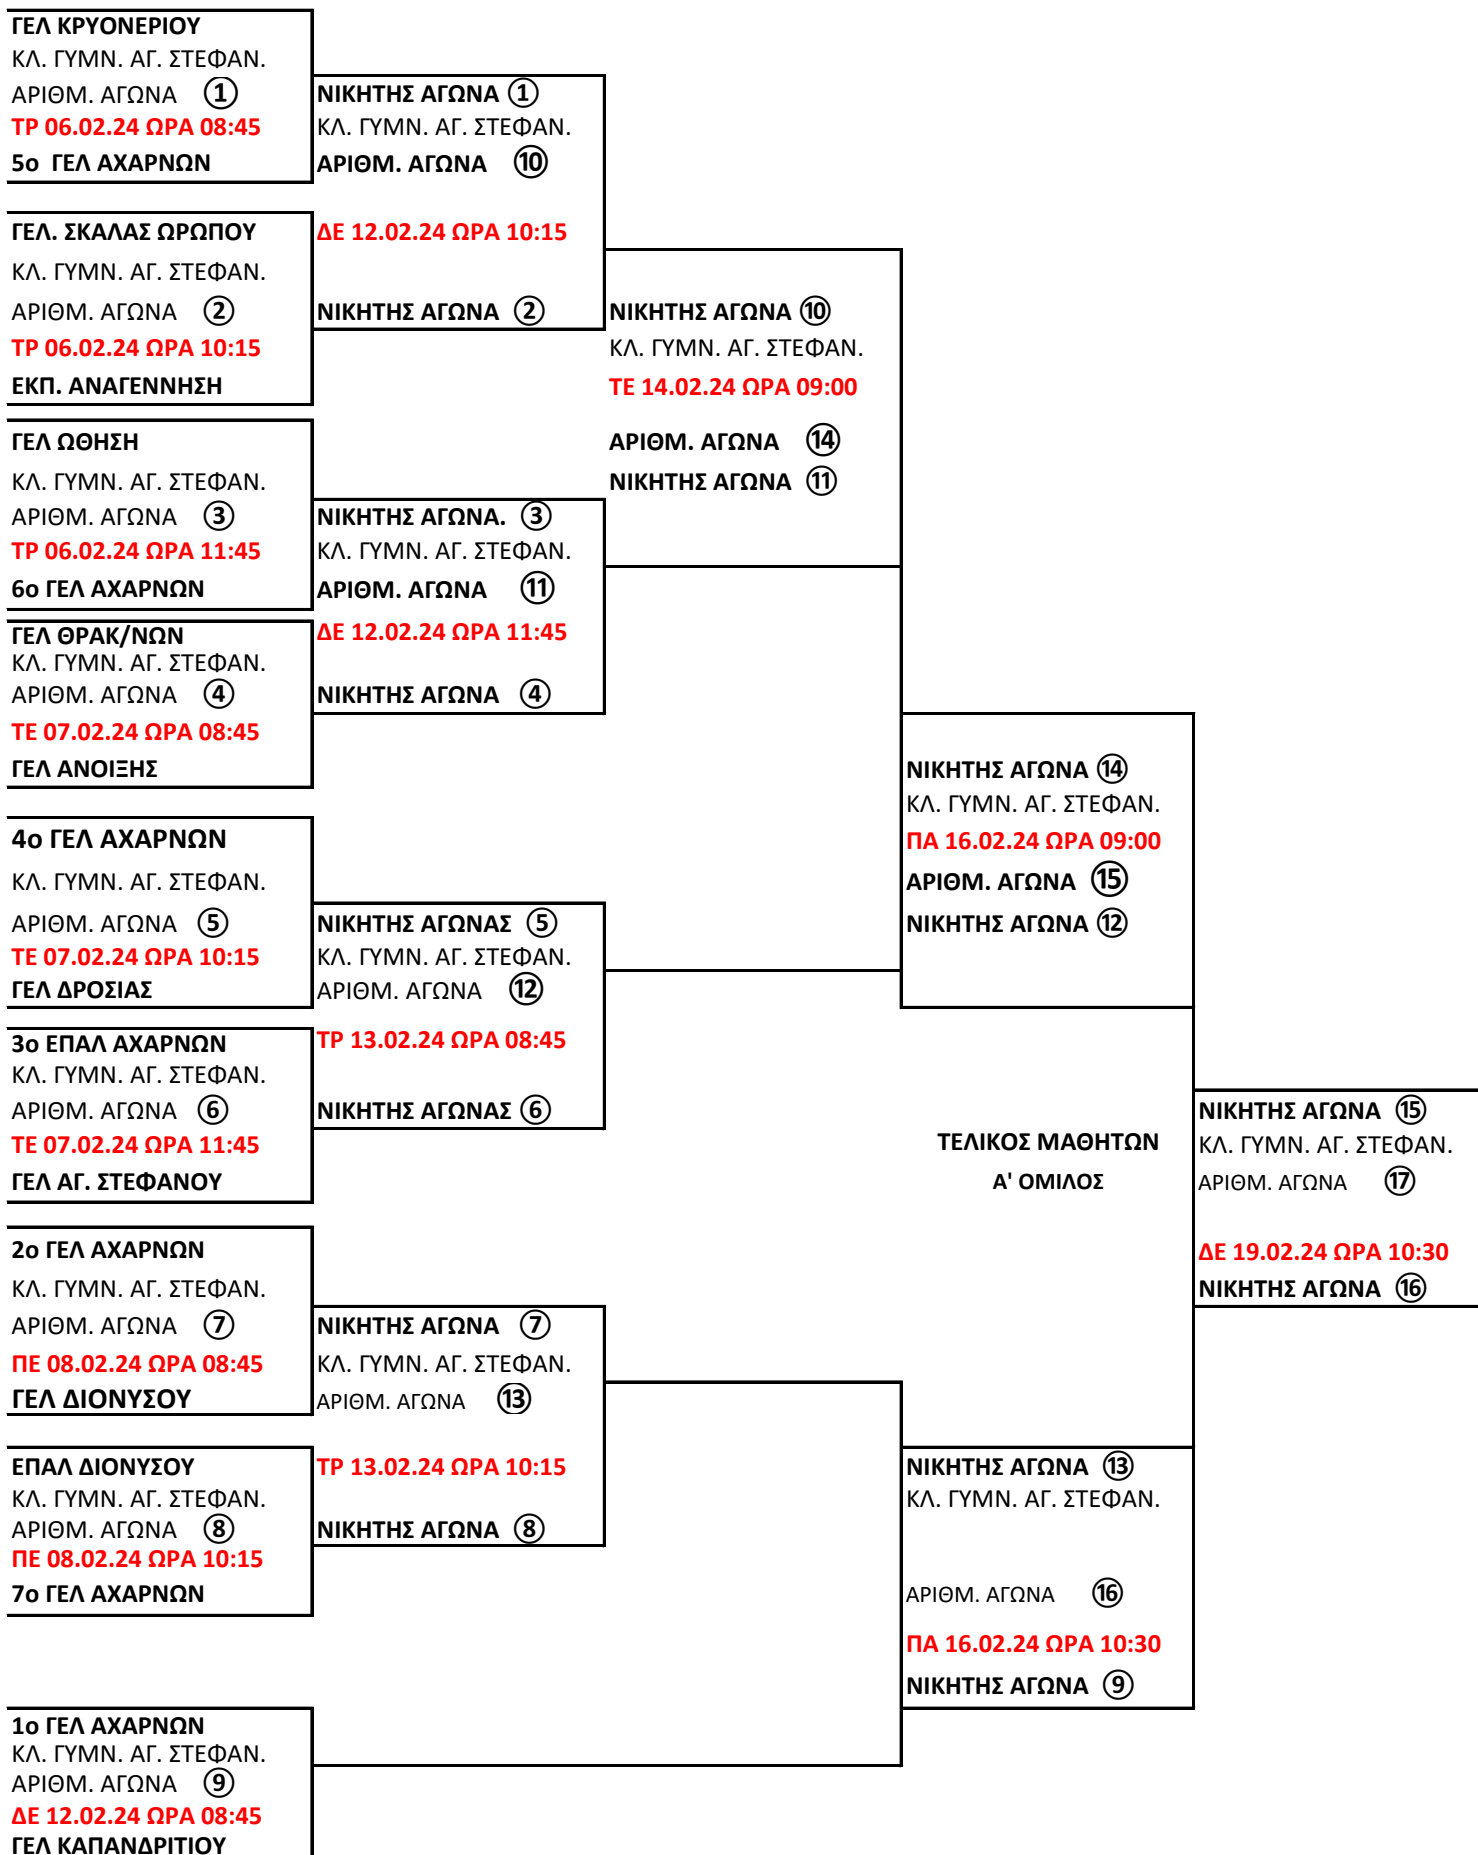 ΓΕΛ ΚΡΥΟΝΕΡΙΟΥ
ΚΛ. ΓΥΜΝ. ΑΓ. ΣΤΕΦΑΝ.
ΑΡΙΘΜ. ΑΓΩΝΑ ①
ΤΡ 06.02.24 ΩΡΑ 08:45
5ο ΓΕΛ ΑΧΑΡΝΩΝ
ΓΕΛ. ΣΚΑΛΑΣ ΩΡΩΠΟΥ
ΚΛ. ΓΥΜΝ. ΑΓ. ΣΤΕΦΑΝ.
ΑΡΙΘΜ. ΑΓΩΝΑ ②
ΤΡ 06.02.24 ΩΡΑ 10:15
ΕΚΠ. ΑΝΑΓΕΝΝΗΣΗ
ΓΕΛ ΩΘΗΣΗ
ΚΛ. ΓΥΜΝ. ΑΓ. ΣΤΕΦΑΝ.
ΑΡΙΘΜ. ΑΓΩΝΑ ③
ΤΡ 06.02.24 ΩΡΑ 11:45
6ο ΓΕΛ ΑΧΑΡΝΩΝ
ΓΕΛ ΘΡΑΚ/ΝΩΝ
ΚΛ. ΓΥΜΝ. ΑΓ. ΣΤΕΦΑΝ.
ΑΡΙΘΜ. ΑΓΩΝΑ ④
ΤΕ 07.02.24 ΩΡΑ 08:45
ΓΕΛ ΑΝΟΙΞΗΣ
4ο ΓΕΛ ΑΧΑΡΝΩΝ
ΚΛ. ΓΥΜΝ. ΑΓ. ΣΤΕΦΑΝ.
ΑΡΙΘΜ. ΑΓΩΝΑ ⑤
ΤΕ 07.02.24 ΩΡΑ 10:15
ΓΕΛ ΔΡΟΣΙΑΣ
3ο ΕΠΑΛ ΑΧΑΡΝΩΝ
ΚΛ. ΓΥΜΝ. ΑΓ. ΣΤΕΦΑΝ.
ΑΡΙΘΜ. ΑΓΩΝΑ ⑥
ΤΕ 07.02.24 ΩΡΑ 11:45
ΓΕΛ ΑΓ. ΣΤΕΦΑΝΟΥ
2ο ΓΕΛ ΑΧΑΡΝΩΝ
ΚΛ. ΓΥΜΝ. ΑΓ. ΣΤΕΦΑΝ.
ΑΡΙΘΜ. ΑΓΩΝΑ ⑦
ΠΕ 08.02.24 ΩΡΑ 08:45
ΓΕΛ ΔΙΟΝΥΣΟΥ
ΕΠΑΛ ΔΙΟΝΥΣΟΥ
ΚΛ. ΓΥΜΝ. ΑΓ. ΣΤΕΦΑΝ.
ΑΡΙΘΜ. ΑΓΩΝΑ ⑧
ΠΕ 08.02.24 ΩΡΑ 10:15
7ο ΓΕΛ ΑΧΑΡΝΩΝ
1ο ΓΕΛ ΑΧΑΡΝΩΝ
ΚΛ. ΓΥΜΝ. ΑΓ. ΣΤΕΦΑΝ.
ΑΡΙΘΜ. ΑΓΩΝΑ ⑨
ΔΕ 12.02.24 ΩΡΑ 08:45
ΓΕΛ ΚΑΠΑΝΔΡΙΤΙΟΥ
ΝΙΚΗΤΗΣ ΑΓΩΝΑ ①
ΚΛ. ΓΥΜΝ. ΑΓ. ΣΤΕΦΑΝ.
ΑΡΙΘΜ. ΑΓΩΝΑ ⑩
ΔΕ 12.02.24 ΩΡΑ 10:15
ΝΙΚΗΤΗΣ ΑΓΩΝΑ ②
ΝΙΚΗΤΗΣ ΑΓΩΝΑ. ③
ΚΛ. ΓΥΜΝ. ΑΓ. ΣΤΕΦΑΝ.
ΑΡΙΘΜ. ΑΓΩΝΑ ⑪
ΔΕ 12.02.24 ΩΡΑ 11:45
ΝΙΚΗΤΗΣ ΑΓΩΝΑ ④
ΝΙΚΗΤΗΣ ΑΓΩΝΑΣ ⑤
ΚΛ. ΓΥΜΝ. ΑΓ. ΣΤΕΦΑΝ.
ΑΡΙΘΜ. ΑΓΩΝΑ ⑫
ΤΡ 13.02.24 ΩΡΑ 08:45
ΝΙΚΗΤΗΣ ΑΓΩΝΑΣ ⑥
ΝΙΚΗΤΗΣ ΑΓΩΝΑ ⑦
ΚΛ. ΓΥΜΝ. ΑΓ. ΣΤΕΦΑΝ.
ΑΡΙΘΜ. ΑΓΩΝΑ ⑬
ΤΡ 13.02.24 ΩΡΑ 10:15
ΝΙΚΗΤΗΣ ΑΓΩΝΑ ⑧
ΝΙΚΗΤΗΣ ΑΓΩΝΑ ⑩
ΚΛ. ΓΥΜΝ. ΑΓ. ΣΤΕΦΑΝ.
ΤΕ 14.02.24 ΩΡΑ 09:00
ΑΡΙΘΜ. ΑΓΩΝΑ ⑭
ΝΙΚΗΤΗΣ ΑΓΩΝΑ ⑪
ΝΙΚΗΤΗΣ ΑΓΩΝΑ ⑭
ΚΛ. ΓΥΜΝ. ΑΓ. ΣΤΕΦΑΝ.
ΠΑ 16.02.24 ΩΡΑ 09:00
ΑΡΙΘΜ. ΑΓΩΝΑ ⑮
ΝΙΚΗΤΗΣ ΑΓΩΝΑ ⑫
ΤΕΛΙΚΟΣ ΜΑΘΗΤΩΝ
Α' ΟΜΙΛΟΣ
ΝΙΚΗΤΗΣ ΑΓΩΝΑ ⑬
ΚΛ. ΓΥΜΝ. ΑΓ. ΣΤΕΦΑΝ.
ΑΡΙΘΜ. ΑΓΩΝΑ ⑯
ΠΑ 16.02.24 ΩΡΑ 10:30
ΝΙΚΗΤΗΣ ΑΓΩΝΑ ⑨
ΝΙΚΗΤΗΣ ΑΓΩΝΑ ⑮
ΚΛ. ΓΥΜΝ. ΑΓ. ΣΤΕΦΑΝ.
ΑΡΙΘΜ. ΑΓΩΝΑ ⑰
ΔΕ 19.02.24 ΩΡΑ 10:30
ΝΙΚΗΤΗΣ ΑΓΩΝΑ ⑯